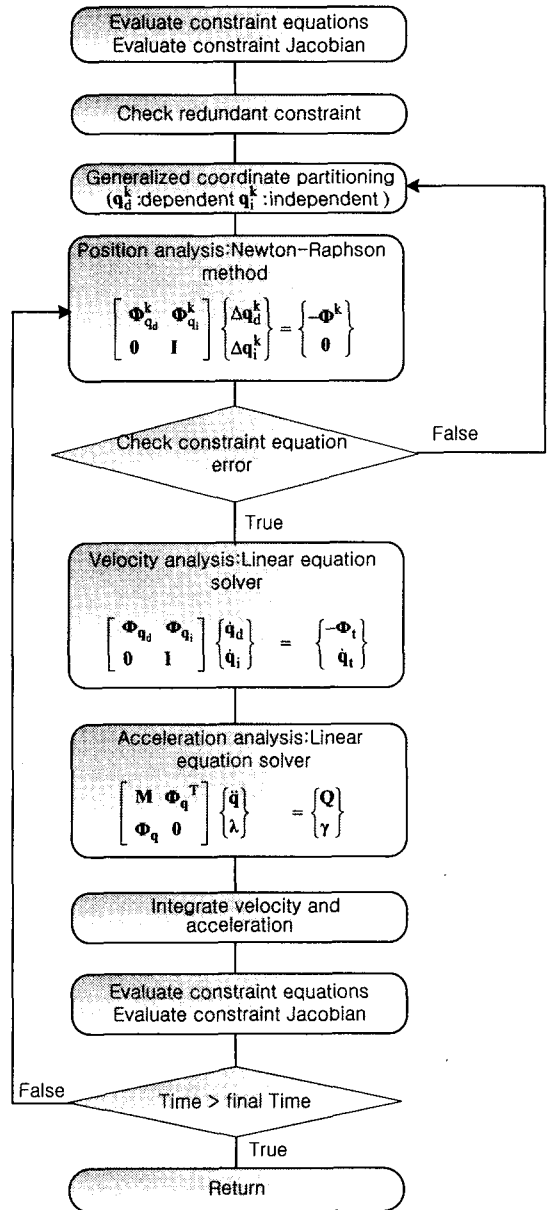 Evaluate constraint equations
Evaluate constraint Jacobian
Check redundant constraint
Generalized coordinate partitioning
(q_d^k :dependent q_i^k :independent )
Position analysis:Newton-Raphson
method
[Φ_{q_d}^k Φ_{q_i}^k; 0 I] {Δq_d^k; Δq_i^k} = {-Φ^k; 0}
Check constraint equation
error
False
True
Velocity analysis:Linear equation
solver
[Φ_{q_d} Φ_{q_i}; 0 I] {q̇_d; q̇_i} = {-Φ_t; q̇_t}
Acceleration analysis:Linear
equation solver
[M Φ_q^T; Φ_q 0] {q̈; λ} = {Q; γ}
Integrate velocity and
acceleration
Evaluate constraint equations
Evaluate constraint Jacobian
False
Time > final Time
True
Return